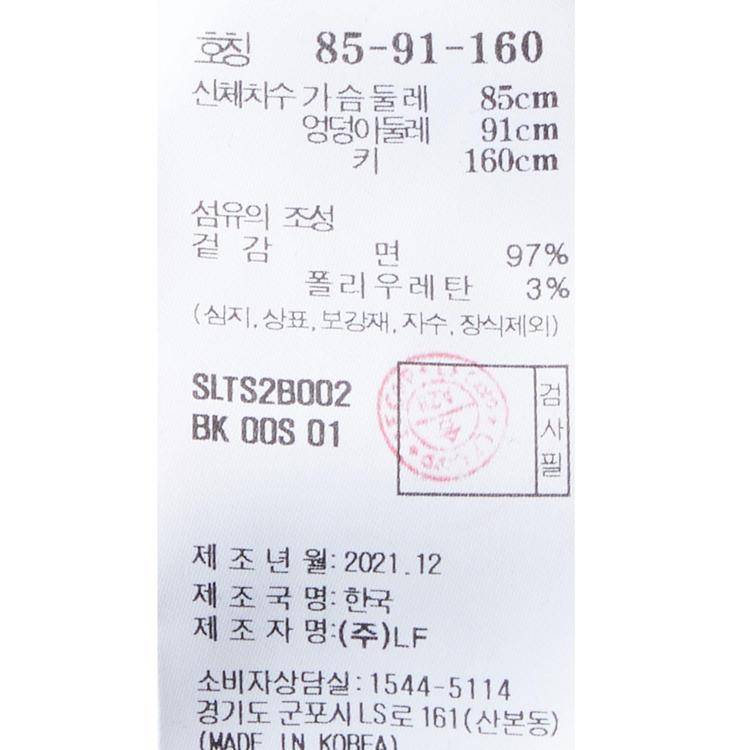 호칭 85-91-160
신체치수 가슴둘레 85cm
엉덩이둘레 91cm
키 160cm
섬유의 조성
겉감 면 97%
폴리우레탄 3%
(심지,상표,보강재,자수,장식제외)
SLTS2B002
BK 00S 01
검사필
제조년월:2021.12
제조국명:한국
제조자명:(주)LF
소비자상담실:1544-5114
경기도 군포시 LS로 161(산본동)
(MADE IN KOREA)